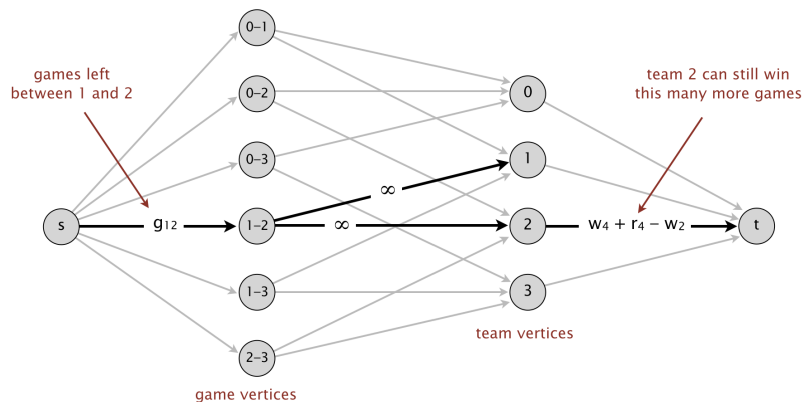 0–1
games left
between 1 and 2
team 2 can still win
this many more games
0–2
0
0–3
1
∞
s
g12
1–2
∞
2
w4 + r4 − w2
t
1–3
3
team vertices
2–3
game vertices